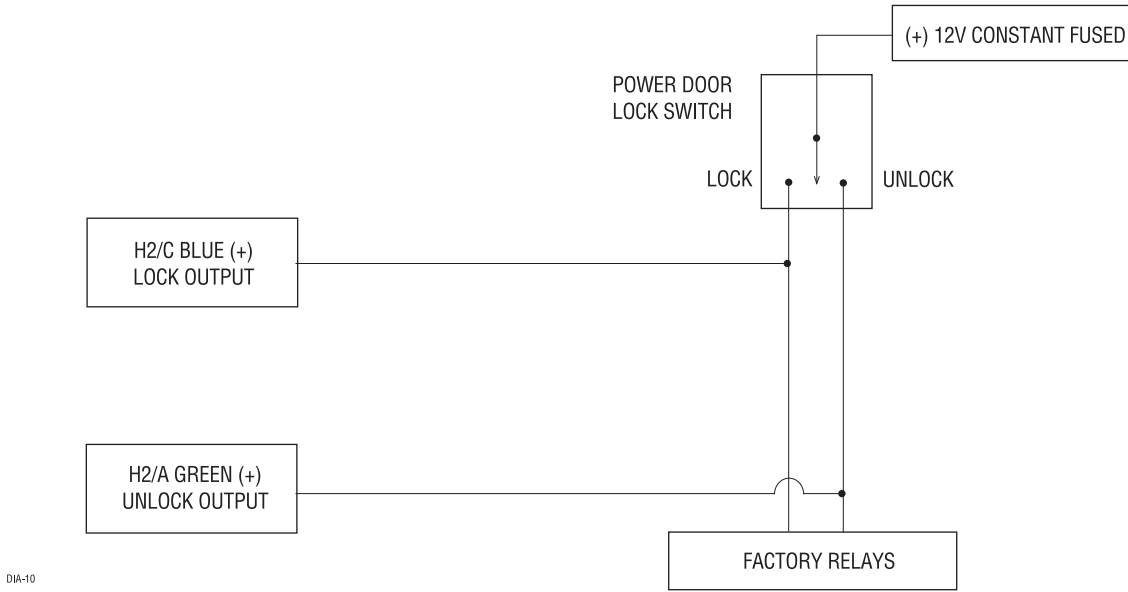 (+) 12V CONSTANT FUSED
POWER DOOR
LOCK SWITCH
LOCK
UNLOCK
H2/C BLUE (+)
LOCK OUTPUT
H2/A GREEN (+)
UNLOCK OUTPUT
FACTORY RELAYS
DIA-10